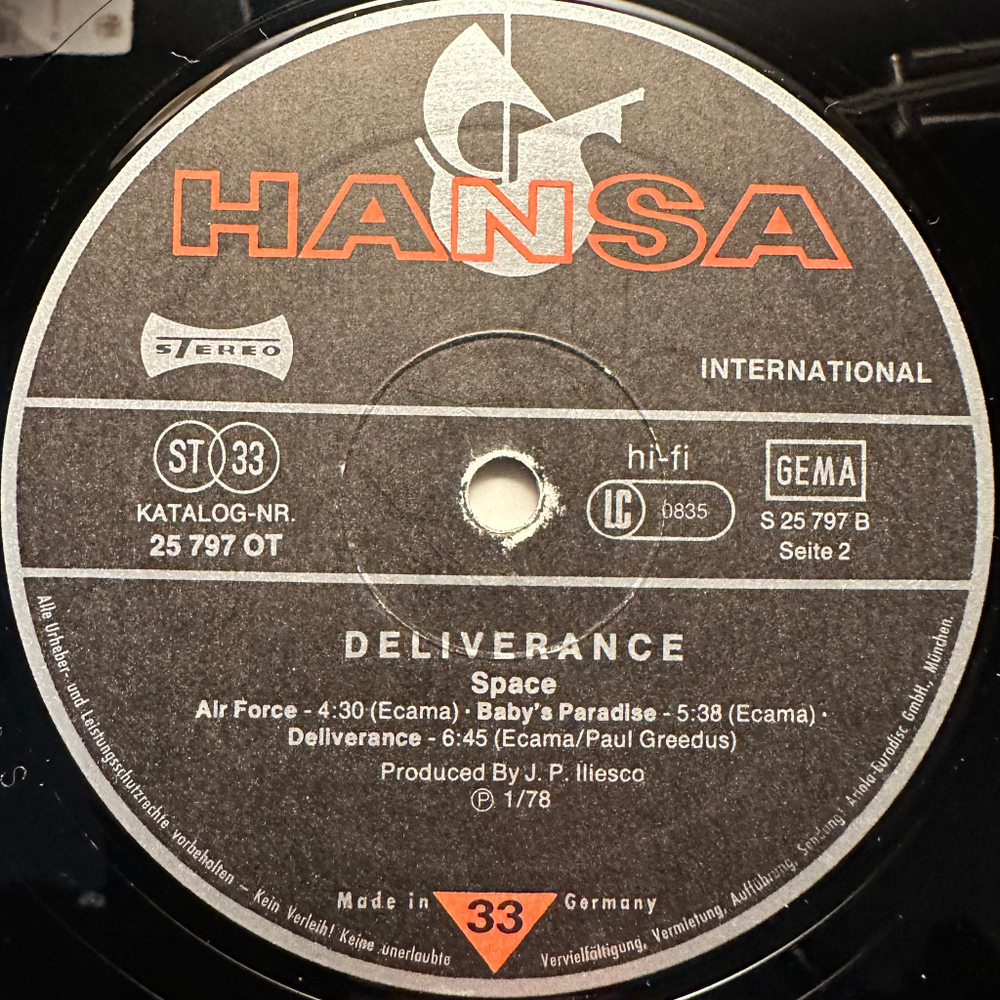 HANSA
STEREO
INTERNATIONAL
ST 33
KATALOG-NR.
25 797 OT
hi-fi
LC 0835
GEMA
S 25 797 B
Seite 2
DELIVERANCE
Space
Air Force - 4:30 (Ecama) · Baby's Paradise - 5:38 (Ecama) ·
Deliverance - 6:45 (Ecama/Paul Greedus)
Produced By J. P. Iliesco
Ⓟ 1/78
Made in 33 Germany
Alle Urheber- und Leistungsschutzrechte vorbehalten – Kein Verleih! Keine unerlaubte Vervielfältigung, Vermietung, Aufführung, Sendung! Ariola-Eurodisc GmbH., München.